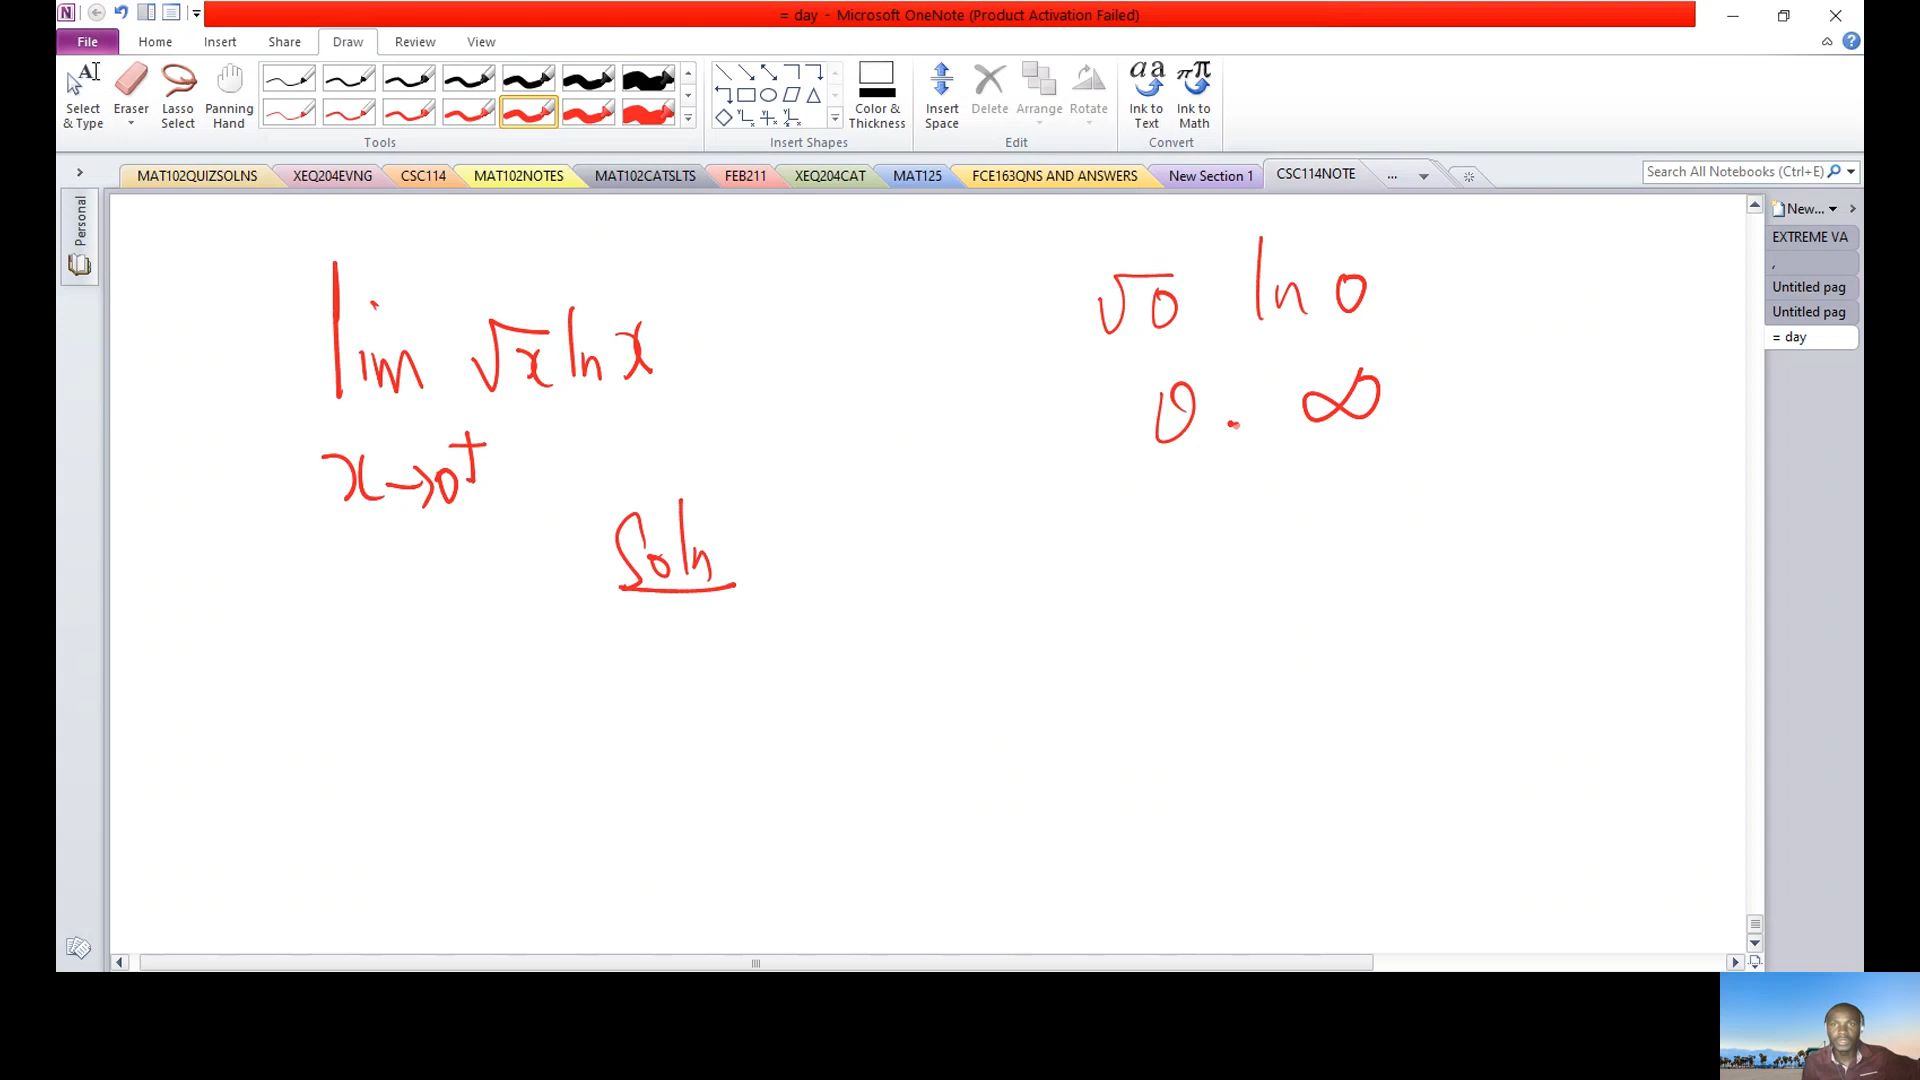 = day - Microsoft OneNote (Product Activation Failed)
File Home Insert Share Draw Review View
Select & Type
Eraser
Lasso Select
Panning Hand
Color & Thickness
Insert Space
Delete
Arrange
Rotate
Ink to Text
Ink to Math
Tools
Insert Shapes
Edit
Convert
MAT102QUIZSOLNS XEQ204EVNG CSC114 MAT102NOTES MAT102CATSLTS FEB211 XEQ204CAT MAT125 FCE163QNS AND ANSWERS New Section 1 CSC114NOTE ...
Search All Notebooks (Ctrl+E)
Personal
New...
EXTREME VA
,
Untitled pag
Untitled pag
= day
lim √x ln x
x→0⁺
√0 ln 0
0 . ∞
Soln